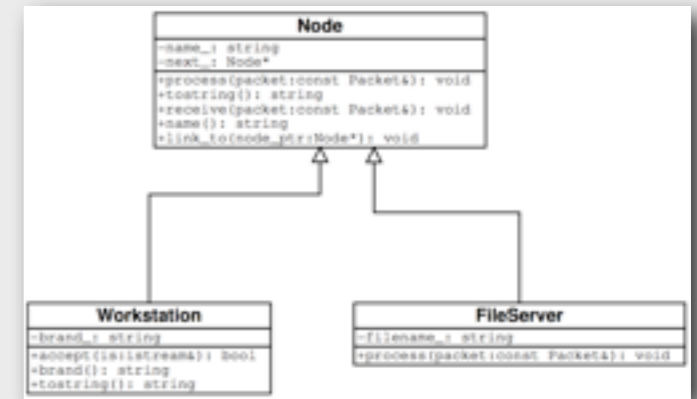 Node
-name_: string
-next_: Node*
+process(packet:const Packet&): void
+tostring(): string
+receive(packet:const Packet&): void
+name(): string
+link_to(node_ptr:Node*): void
Workstation
-brand_: string
+accept(is:istream&): bool
+brand(): string
+tostring(): string
FileServer
-filename_: string
+process(packet:const Packet&): void